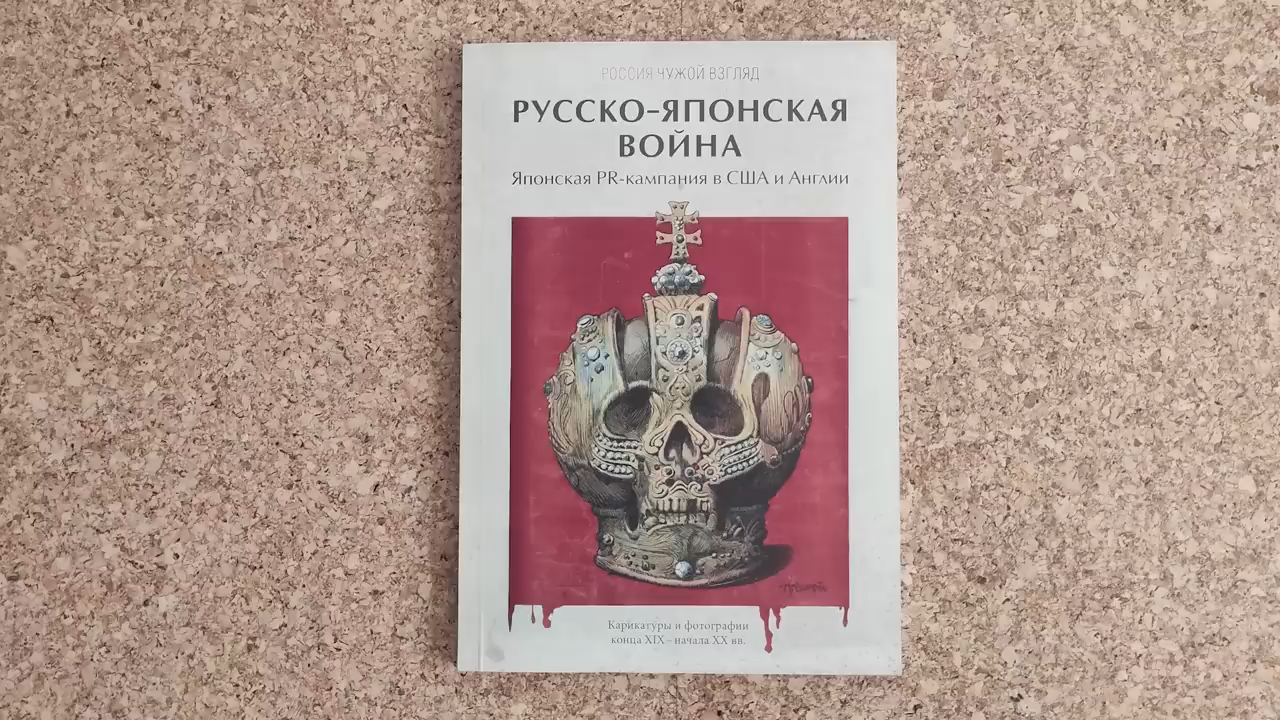 РОССИЯ ЧУЖОЙ ВЗГЛЯД
РУССКО-ЯПОНСКАЯ
ВОЙНА
Японская PR-кампания в США и Англии
Карикатуры и фотографии
конца XIX – начала XX вв.